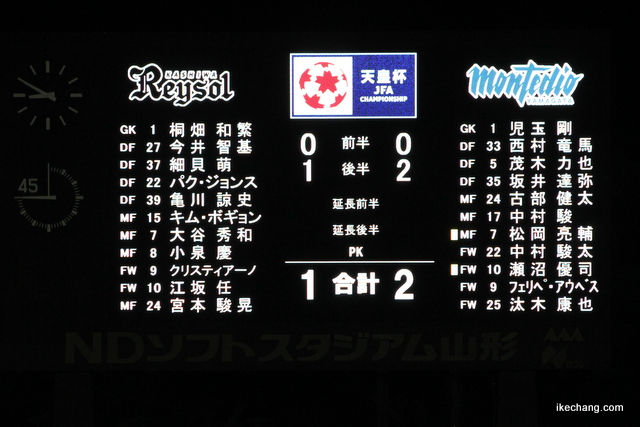 KASHIWA
Reysol
天皇杯
JFA
CHAMPIONSHIP
Montedio
YAMAGATA
GK 1 桐畑 和繁
DF 27 今井 智基
DF 37 細貝 萌
DF 22 パク・ジョンス
DF 39 亀川 諒史
MF 15 キム・ボギョン
MF 7 大谷 秀和
MF 8 小泉 慶
FW 9 クリスティアーノ
FW 10 江坂 任
MF 24 宮本 駿晃
0 前半 0
1 後半 2
延長前半
延長後半
PK
1 合計 2
GK 1 児玉 剛
DF 33 西村 竜馬
DF 5 茂木 力也
DF 35 坂井 達弥
MF 24 古部 健太
MF 17 中村 駿
MF 7 松岡 亮輔
FW 22 中村 駿太
FW 10 瀬沼 優司
FW 9 フェリペ・アウベス
FW 25 汰木 康也
45
NDソフトスタジアム山形
ikechang.com